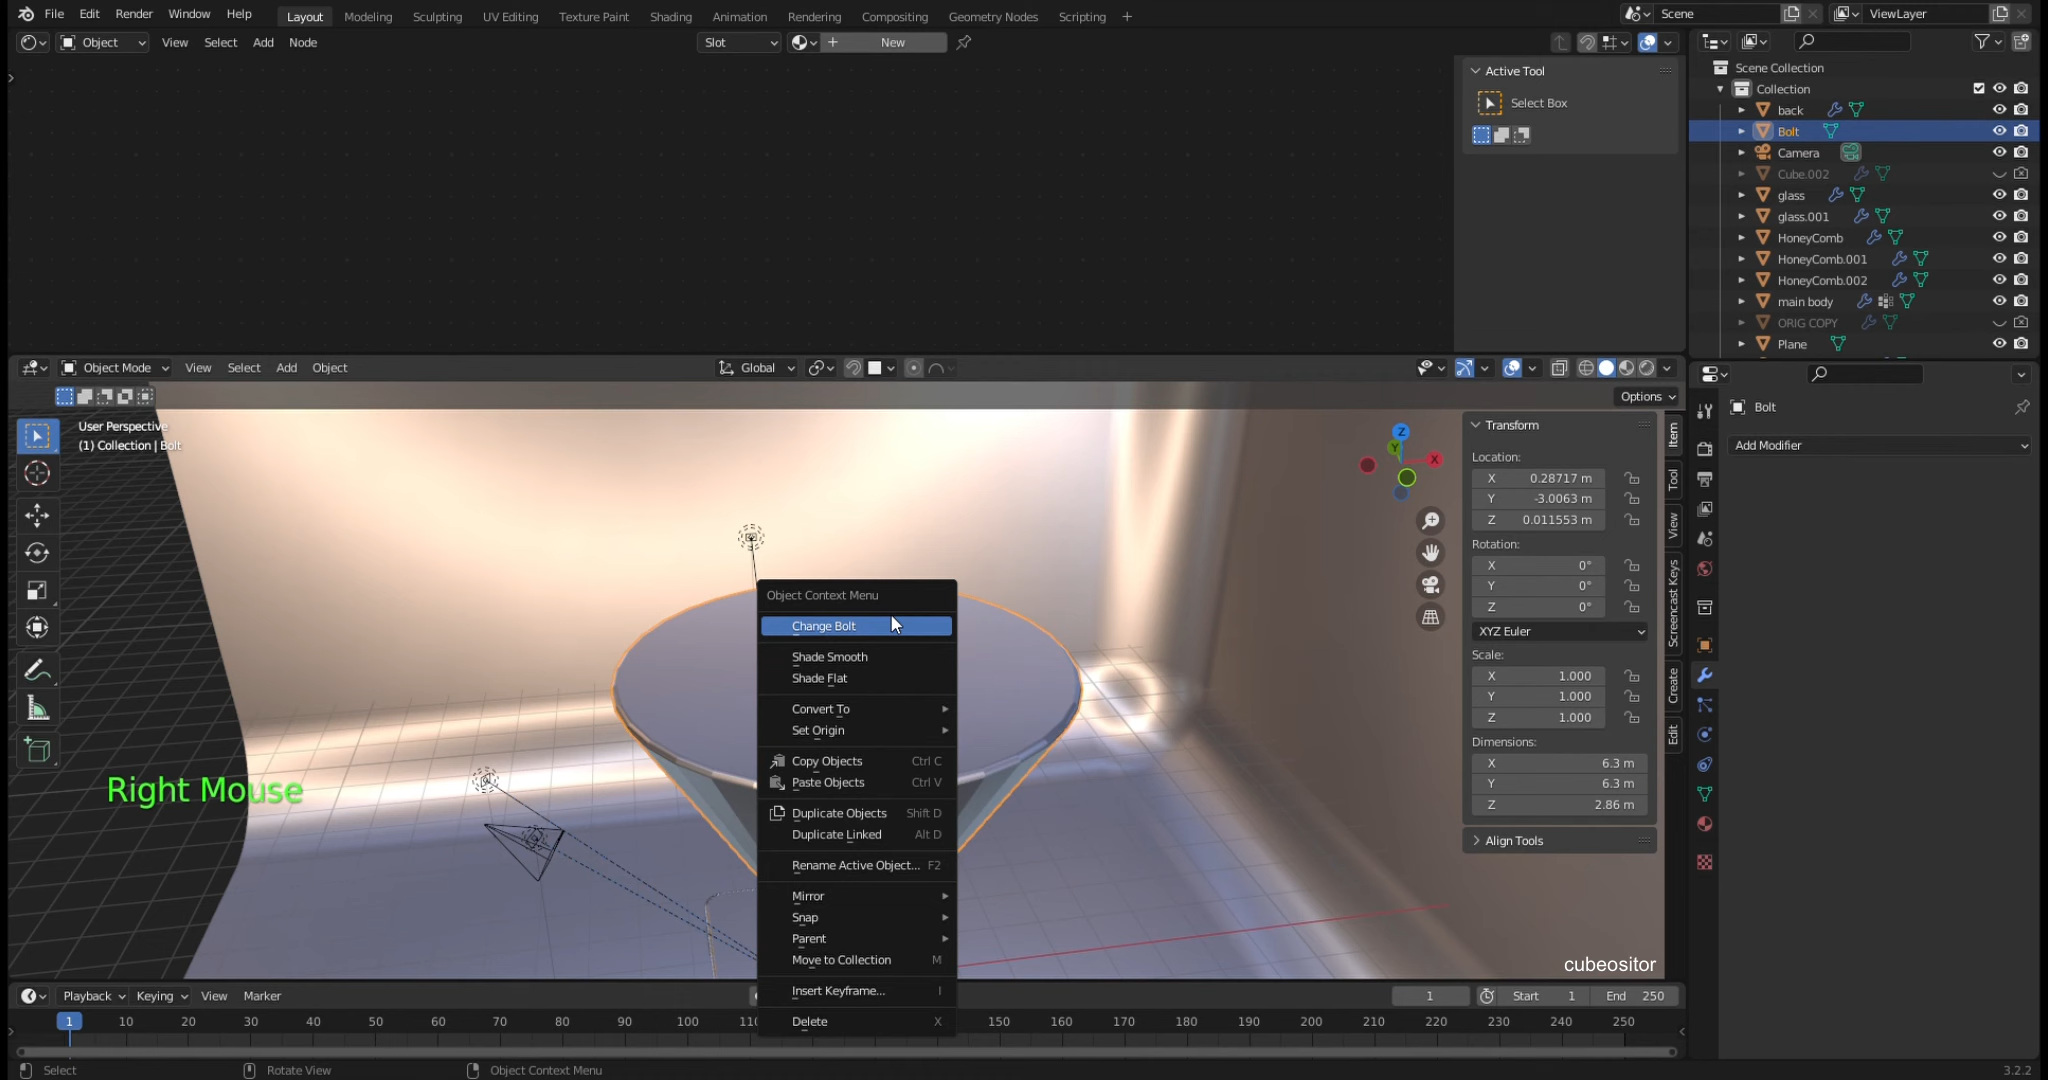 File Edit Render Window Help Layout Modeling Sculpting UV Editing Texture Paint Shading Animation Rendering Compositing Geometry Nodes Scripting + Scene ViewLayer
Object View Select Add Node Slot New
Active Tool
Select Box
Scene Collection
Collection
back
Bolt
Camera
Cube.002
glass
glass.001
HoneyComb
HoneyComb.001
HoneyComb.002
main body
ORIG COPY
Plane
Object Mode View Select Add Object Global
Options
User Perspective
(1) Collection | Bolt
Z
Y
X
Transform
Location:
X 0.28717 m
Y -3.0063 m
Z 0.011553 m
Rotation:
X 0°
Y 0°
Z 0°
XYZ Euler
Scale:
X 1.000
Y 1.000
Z 1.000
Dimensions:
X 6.3 m
Y 6.3 m
Z 2.86 m
Align Tools
Item
Tool
View
Screencast Keys
Create
Edit
Bolt
Add Modifier
Object Context Menu
Change Bolt
Shade Smooth
Shade Flat
Convert To
Set Origin
Copy Objects Ctrl C
Paste Objects Ctrl V
Duplicate Objects Shift D
Duplicate Linked Alt D
Rename Active Object... F2
Mirror
Snap
Parent
Move to Collection M
Insert Keyframe... I
Delete X
Right Mouse
cubeositor
Playback Keying View Marker 1 Start 1 End 250
1 10 20 30 40 50 60 70 80 90 100 150 160 170 180 190 200 210 220 230 240 250
Select Rotate View Object Context Menu 3.2.2